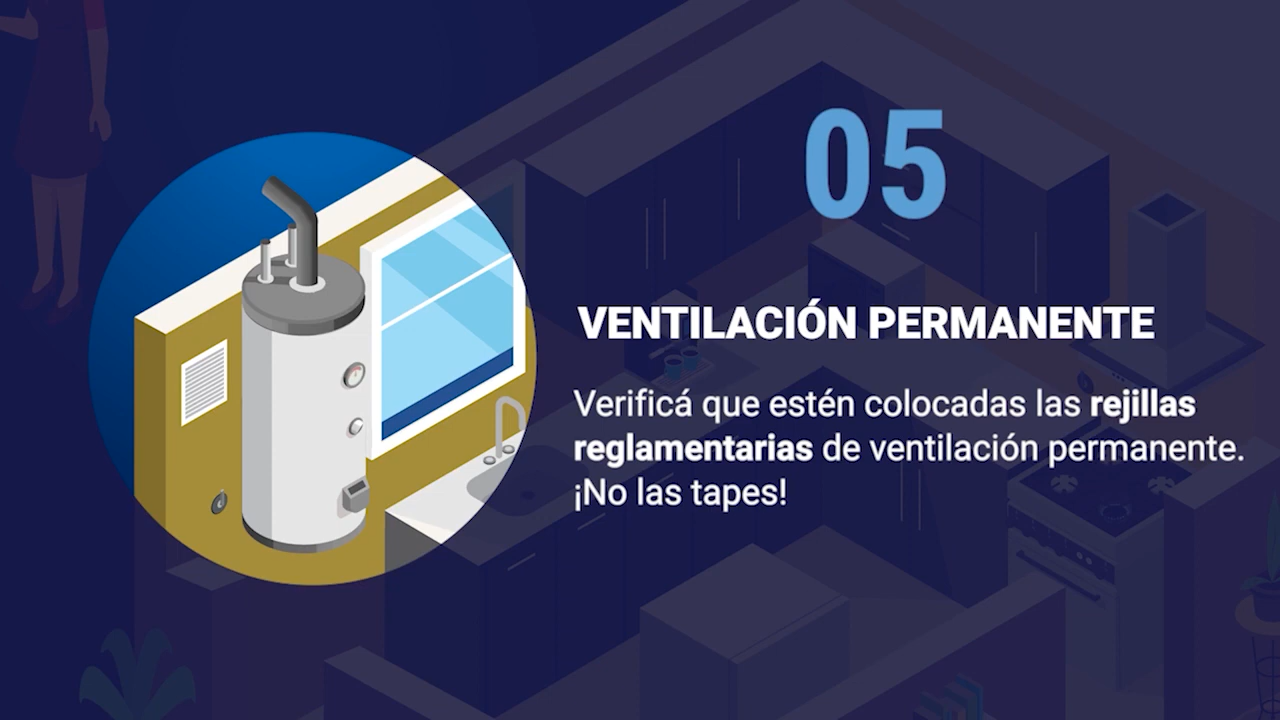 05
VENTILACIÓN PERMANENTE
Verificá que estén colocadas las rejillas
reglamentarias de ventilación permanente.
¡No las tapes!